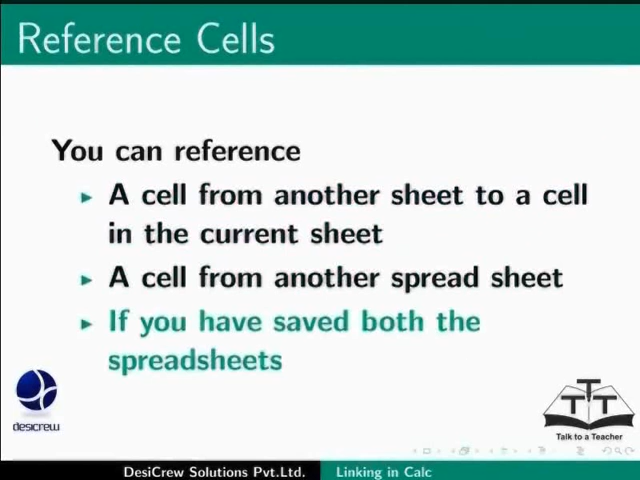 Reference Cells
You can reference
A cell from another sheet to a cell
in the current sheet
A cell from another spread sheet
If you have saved both the
spreadsheets
desicrew
TTT
Talk to a Teacher
DesiCrew Solutions Pvt.Ltd. Linking in Calc